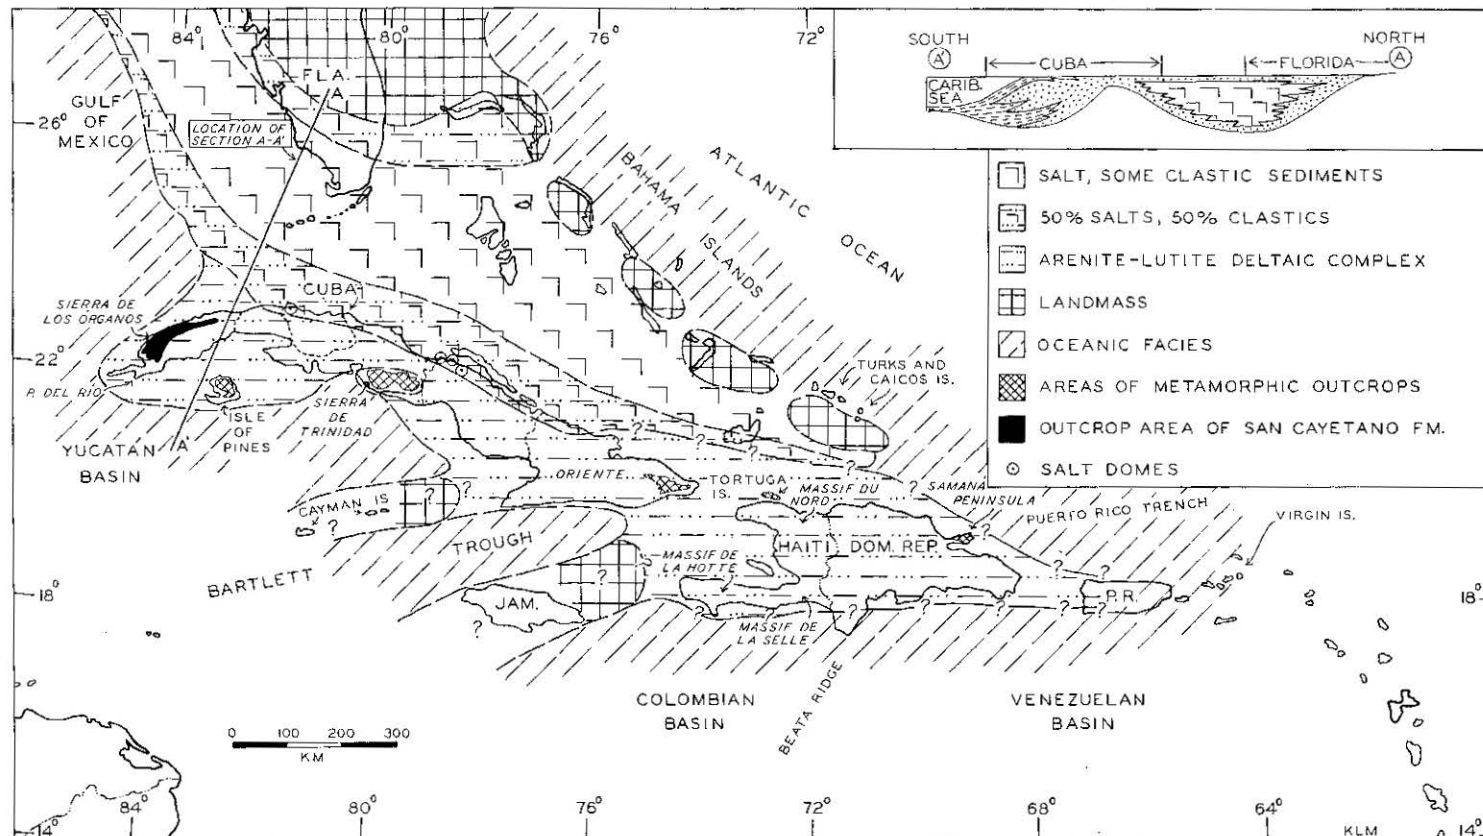 84° 80° 76° 72°
GULF
OF
MEXICO
26°
FLA.
A
LOCATION OF
SECTION A-A'
ATLANTIC
OCEAN
BAHAMA
ISLANDS
SOUTH
A'
CUBA
FLORIDA
NORTH
A
CARIB.
SEA
SALT, SOME CLASTIC SEDIMENTS
50% SALTS, 50% CLASTICS
ARENITE-LUTITE DELTAIC COMPLEX
LANDMASS
OCEANIC FACIES
AREAS OF METAMORPHIC OUTCROPS
OUTCROP AREA OF SAN CAYETANO FM.
SALT DOMES
CUBA
SIERRA DE
LOS ORGANOS
22°
P. DEL RIO
ISLE
OF
PINES
SIERRA
DE
TRINIDAD
YUCATAN
BASIN
A'
TURKS AND
CAICOS IS.
? ? ? ?
ORIENTE
TORTUGA
IS.
MASSIF DU
NORD
SAMANA
PENINSULA
?
PUERTO RICO TRENCH
VIRGIN IS.
CAYMAN IS
? ? ?
TROUGH
BARTLETT
HAITI
DOM. REP.
MASSIF DE
LA HOTTE
MASSIF DE
LA SELLE
18°
JAM.
?
?
P.R.
18°
? ? ? ? ? ? ? ?
COLOMBIAN
BASIN
BEATA RIDGE
VENEZUELAN
BASIN
0 100 200 300
KM
14°
84° 80° 76° 72° 68° 64°
KLM
14°